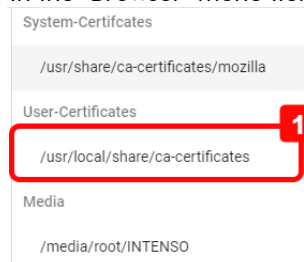 System-Certifcates
/usr/share/ca-certificates/mozilla
User-Certificates
1
/usr/local/share/ca-certificates
Media
/media/root/INTENSO